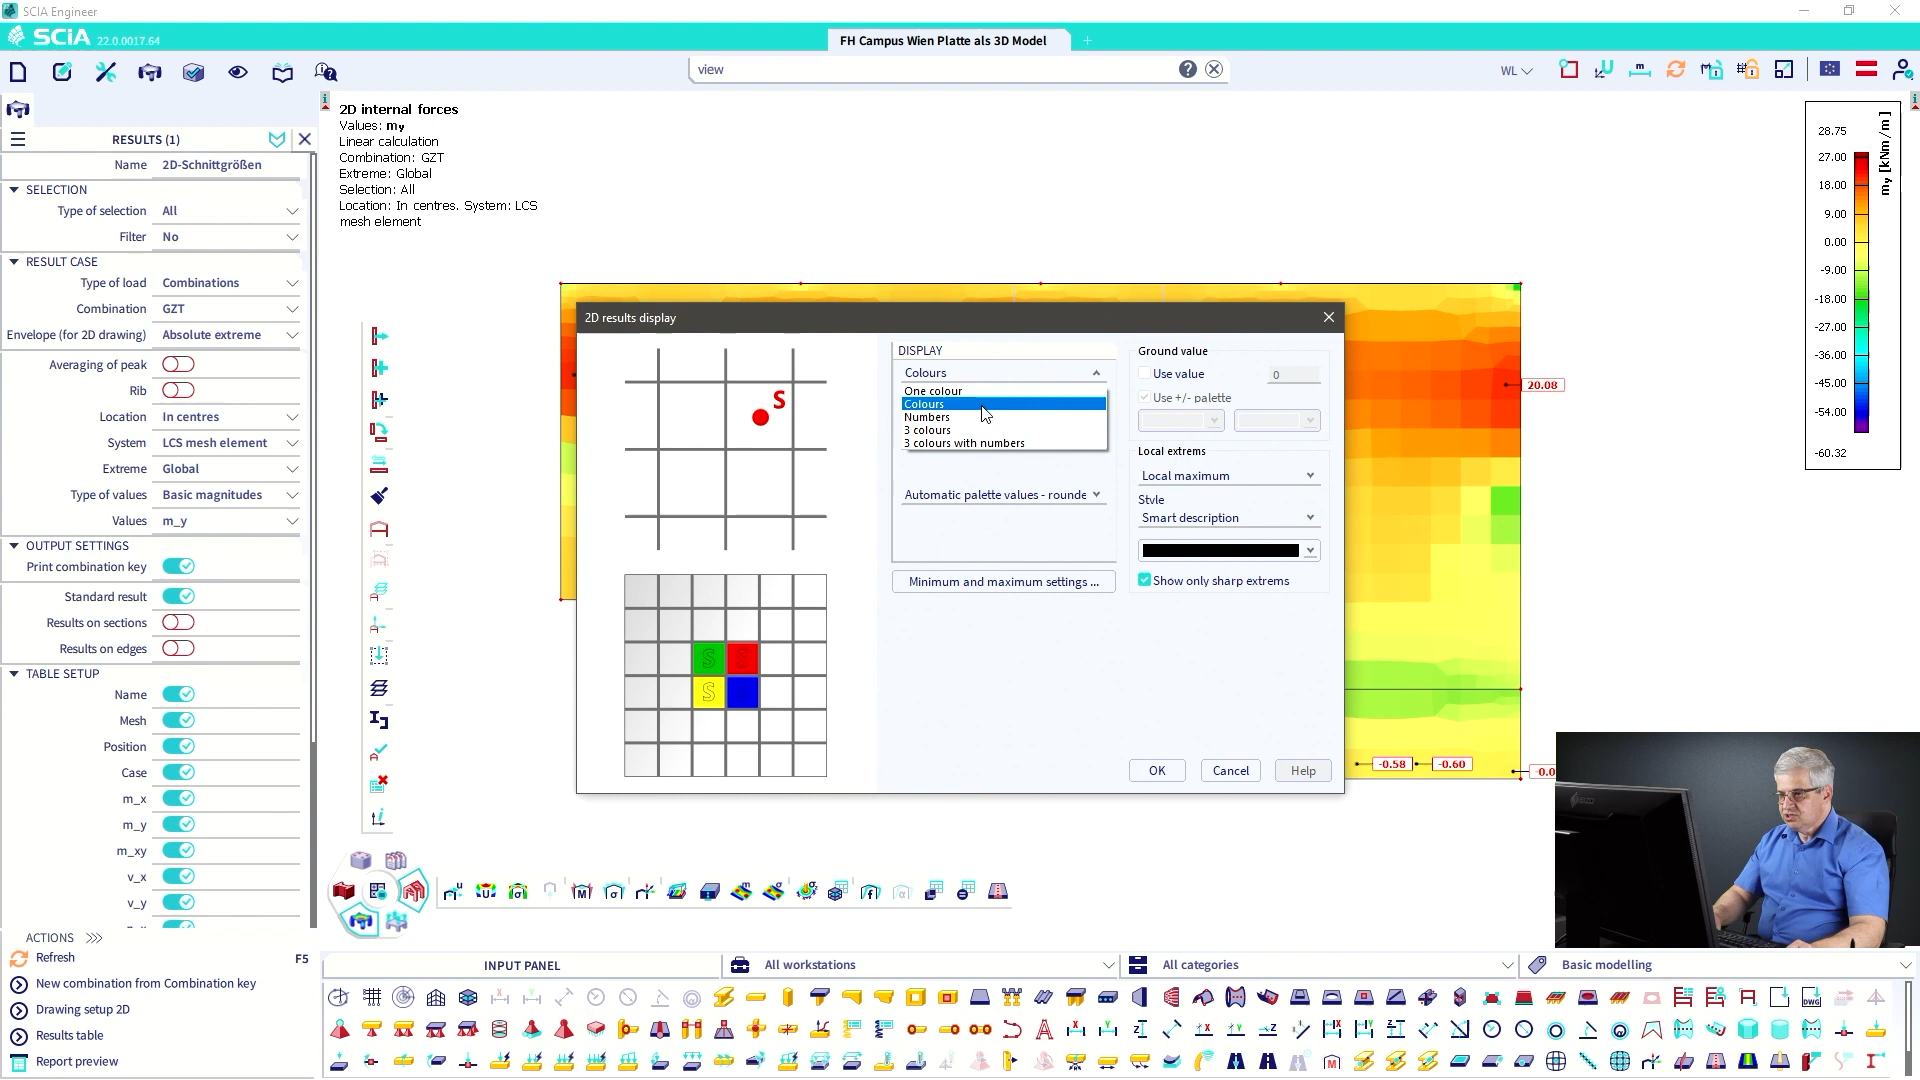 SCIA Engineer
SCiA 22.0.0017.64
FH Campus Wien Platte als 3D Model
view
WL
RESULTS (1)
Name 2D-Schnittgrößen
SELECTION
Type of selection All
Filter No
RESULT CASE
Type of load Combinations
Combination GZT
Envelope (for 2D drawing) Absolute extreme
Averaging of peak
Rib
Location In centres
System LCS mesh element
Extreme Global
Type of values Basic magnitudes
Values m_y
OUTPUT SETTINGS
Print combination key
Standard result
Results on sections
Results on edges
TABLE SETUP
Name
Mesh
Position
Case
m_x
m_y
m_xy
v_x
v_y
ACTIONS >>>
Refresh F5
New combination from Combination key
Drawing setup 2D
Results table
Report preview
2D internal forces
Values: my
Linear calculation
Combination: GZT
Extreme: Global
Selection: All
Location: In centres. System: LCS
mesh element
2D results display
S
S S
S
DISPLAY
Colours
One colour
Colours
Numbers
3 colours
3 colours with numbers
Automatic palette values - rounde
Minimum and maximum settings ...
Ground value
Use value 0
Use +/- palette
Local extrems
Local maximum
Style
Smart description
Show only sharp extrems
OK Cancel Help
20.08
-0.58 -0.60 -0.0
my [kNm/m]
28.75
27.00
18.00
9.00
0.00
-9.00
-18.00
-27.00
-36.00
-45.00
-54.00
-60.32
INPUT PANEL All workstations All categories Basic modelling